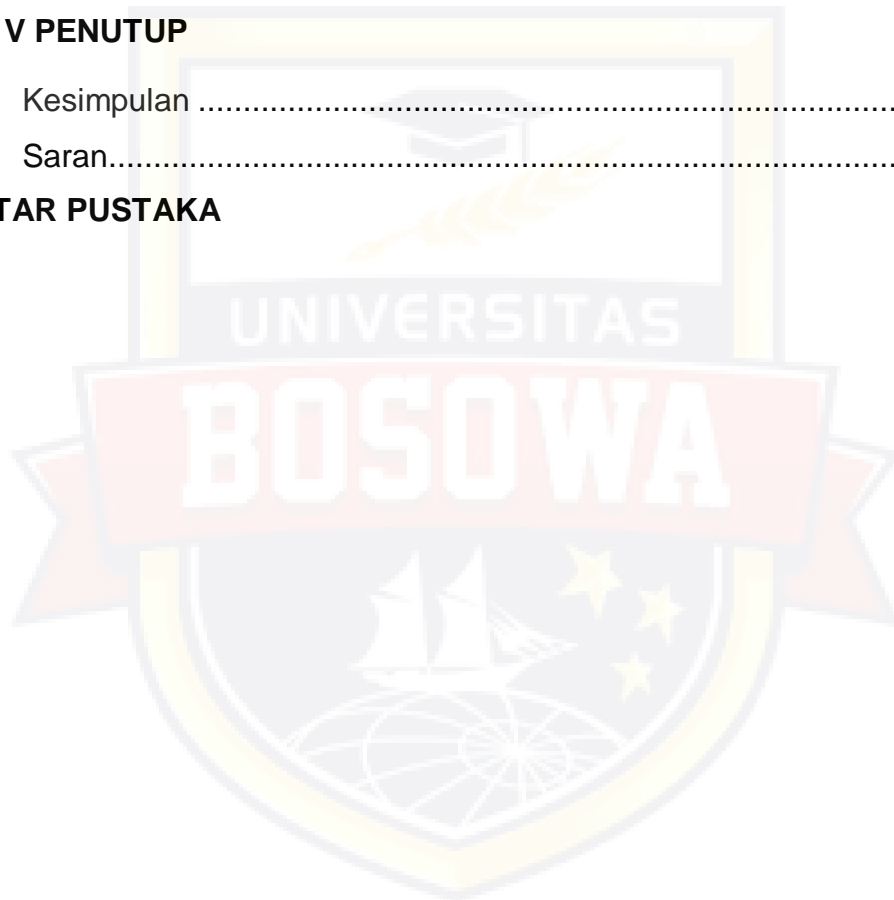 V PENUTUP
Kesimpulan ........................................................................................
Saran..................................................................................................
TAR PUSTAKA
UNIVERSITAS
BOSOWA